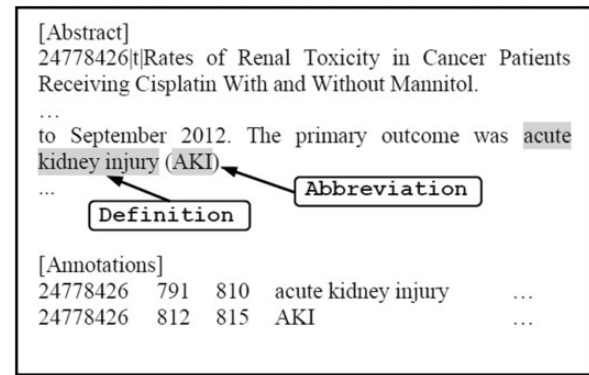 [Abstract]
24778426|t|Rates of Renal Toxicity in Cancer Patients
Receiving Cisplatin With and Without Mannitol.
…
to September 2012. The primary outcome was acute
kidney injury (AKI)
...
Abbreviation
Definition
[Annotations]
24778426 791 810 acute kidney injury …
24778426 812 815 AKI …